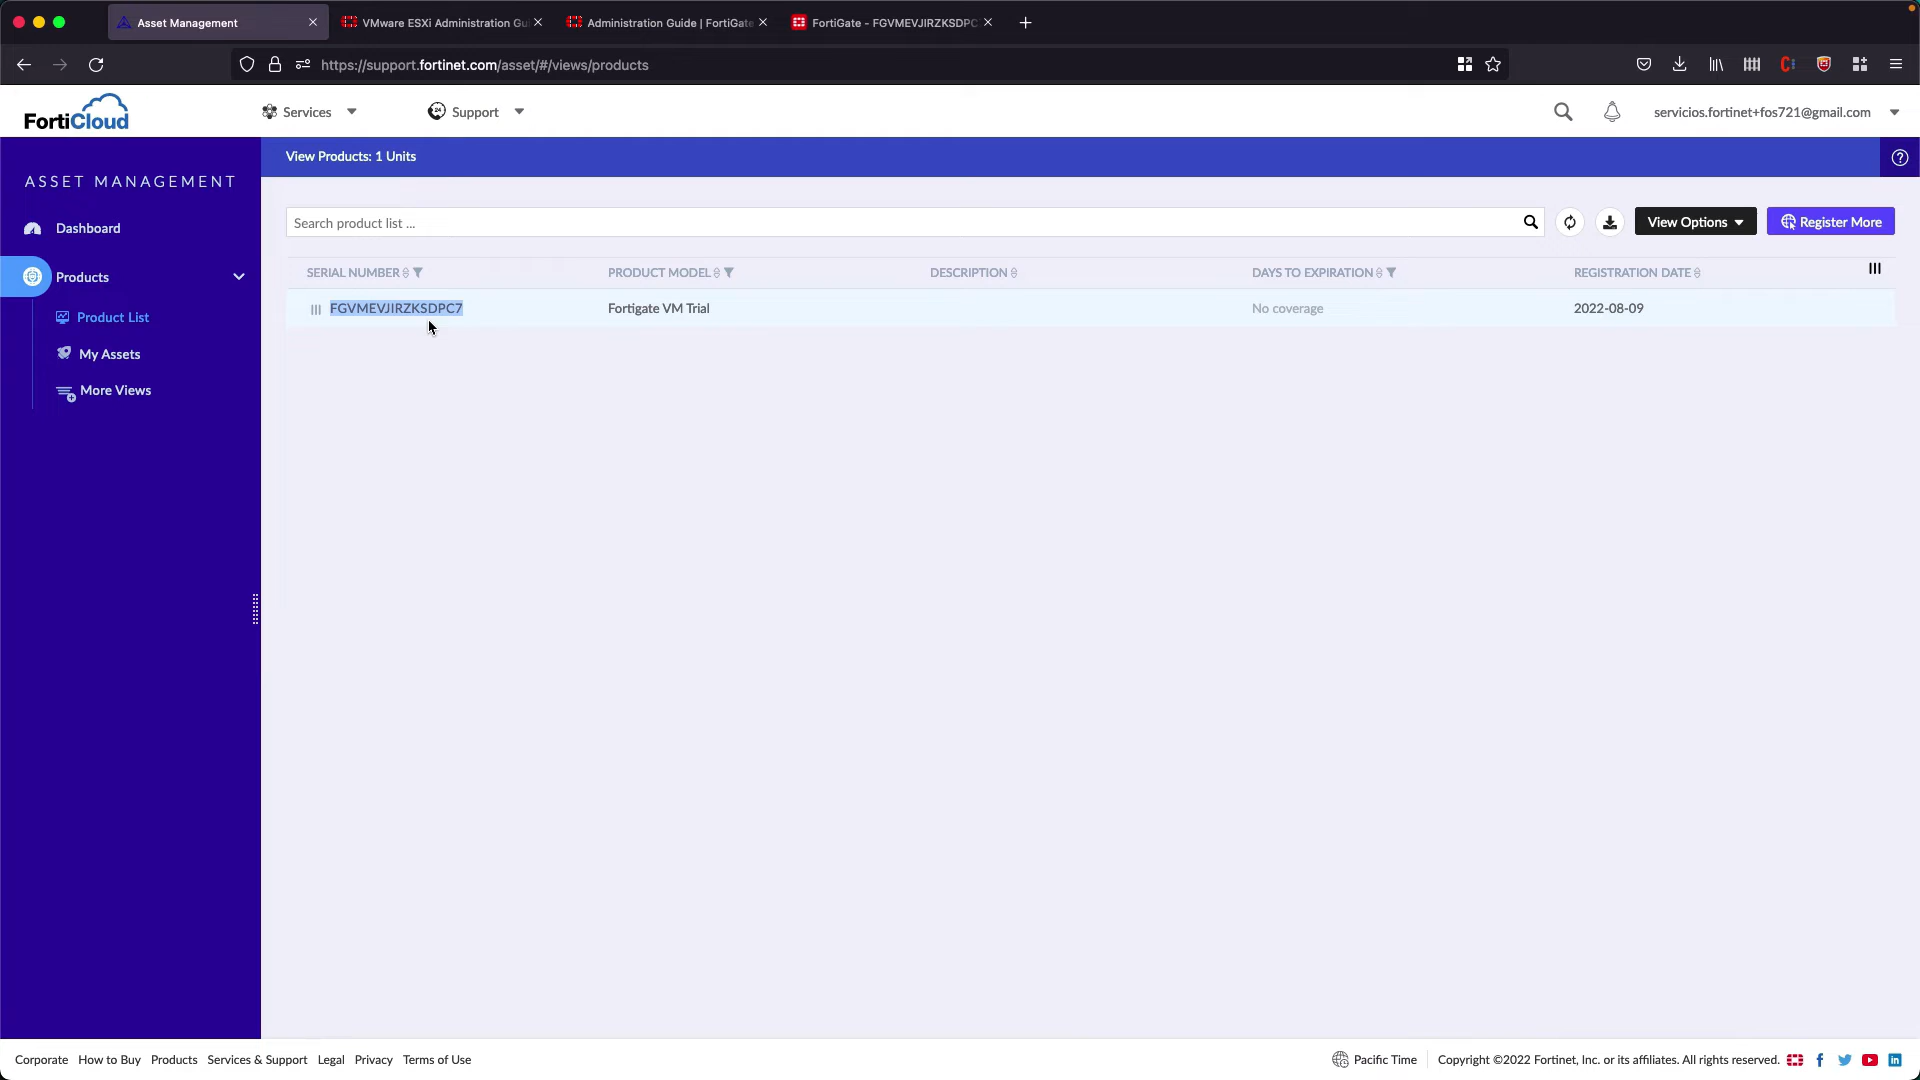 Asset Management
VMware ESXi Administration Gui
Administration Guide | FortiGate
FortiGate - FGVMEVJIRZKSDPC
https://support.fortinet.com/asset/#/views/products
FortiCloud
Services
Support
servicios.fortinet+fos721@gmail.com
View Products: 1 Units
ASSET MANAGEMENT
Dashboard
Products
Product List
My Assets
More Views
Search product list ...
View Options
Register More
SERIAL NUMBER PRODUCT MODEL DESCRIPTION DAYS TO EXPIRATION REGISTRATION DATE
FGVMEVJIRZKSDPC7 Fortigate VM Trial No coverage 2022-08-09
Corporate How to Buy Products Services & Support Legal Privacy Terms of Use
Pacific Time
Copyright ©2022 Fortinet, Inc. or its affiliates. All rights reserved.